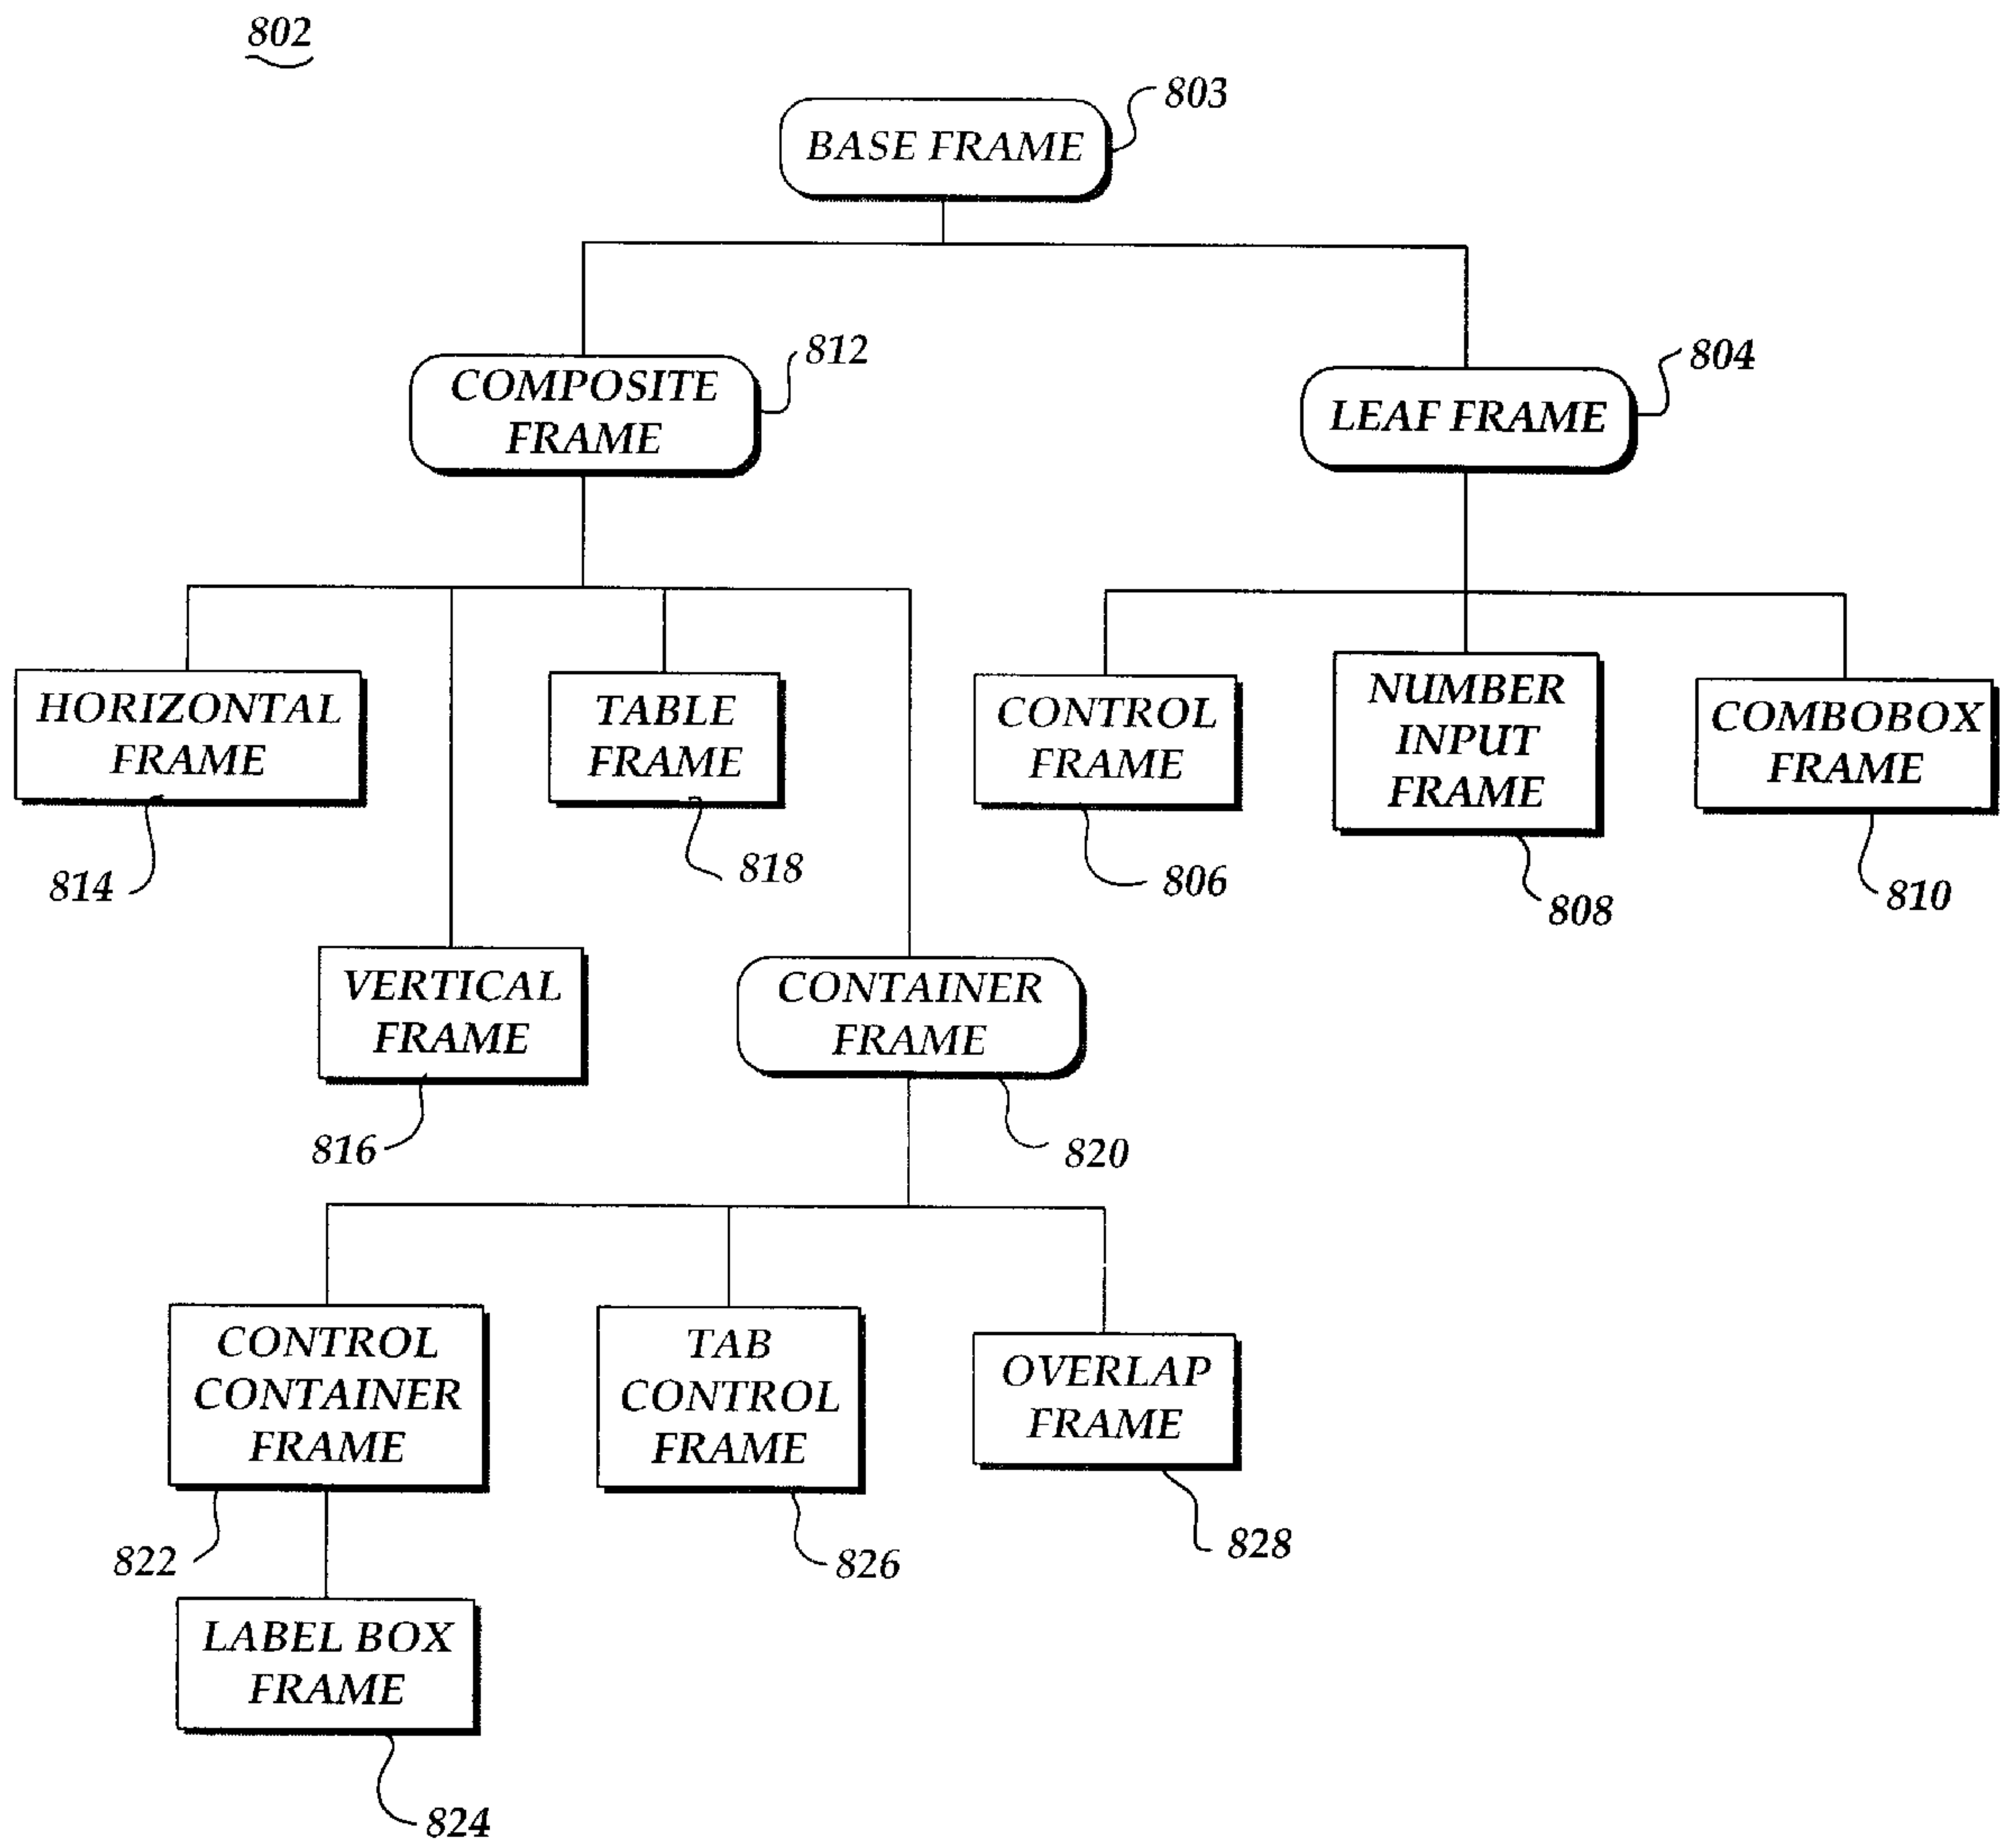 802
803
BASE FRAME
812
COMPOSITE
FRAME
804
LEAF FRAME
HORIZONTAL
FRAME
814
TABLE
FRAME
818
CONTROL
FRAME
806
NUMBER
INPUT
FRAME
808
COMBOBOX
FRAME
810
VERTICAL
FRAME
816
CONTAINER
FRAME
820
CONTROL
CONTAINER
FRAME
822
TAB
CONTROL
FRAME
826
OVERLAP
FRAME
828
LABEL BOX
FRAME
824